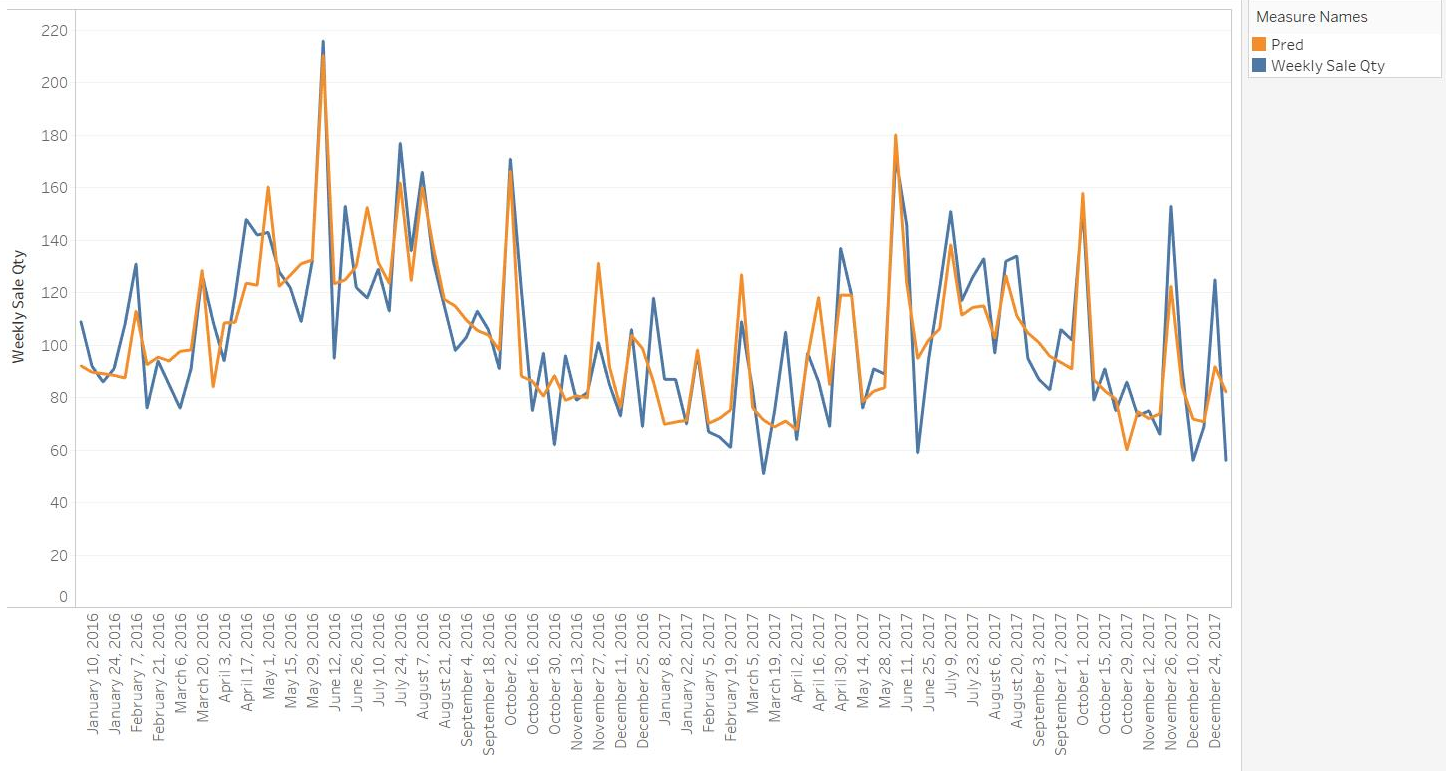 Measure Names
Pred
Weekly Sale Qty
Weekly Sale Qty
220
200
180
160
140
120
100
80
60
40
20
0
January 10, 2016
January 24, 2016
February 7, 2016
February 21, 2016
March 6, 2016
March 20, 2016
April 3, 2016
April 17, 2016
May 1, 2016
May 15, 2016
May 29, 2016
June 12, 2016
June 26, 2016
July 10, 2016
July 24, 2016
August 7, 2016
August 21, 2016
September 4, 2016
September 18, 2016
October 2, 2016
October 16, 2016
October 30, 2016
November 13, 2016
November 27, 2016
December 11, 2016
December 25, 2016
January 8, 2017
January 22, 2017
February 5, 2017
February 19, 2017
March 5, 2017
March 19, 2017
April 2, 2017
April 16, 2017
April 30, 2017
May 14, 2017
May 28, 2017
June 11, 2017
June 25, 2017
July 9, 2017
July 23, 2017
August 6, 2017
August 20, 2017
September 3, 2017
September 17, 2017
October 1, 2017
October 15, 2017
October 29, 2017
November 12, 2017
November 26, 2017
December 10, 2017
December 24, 2017